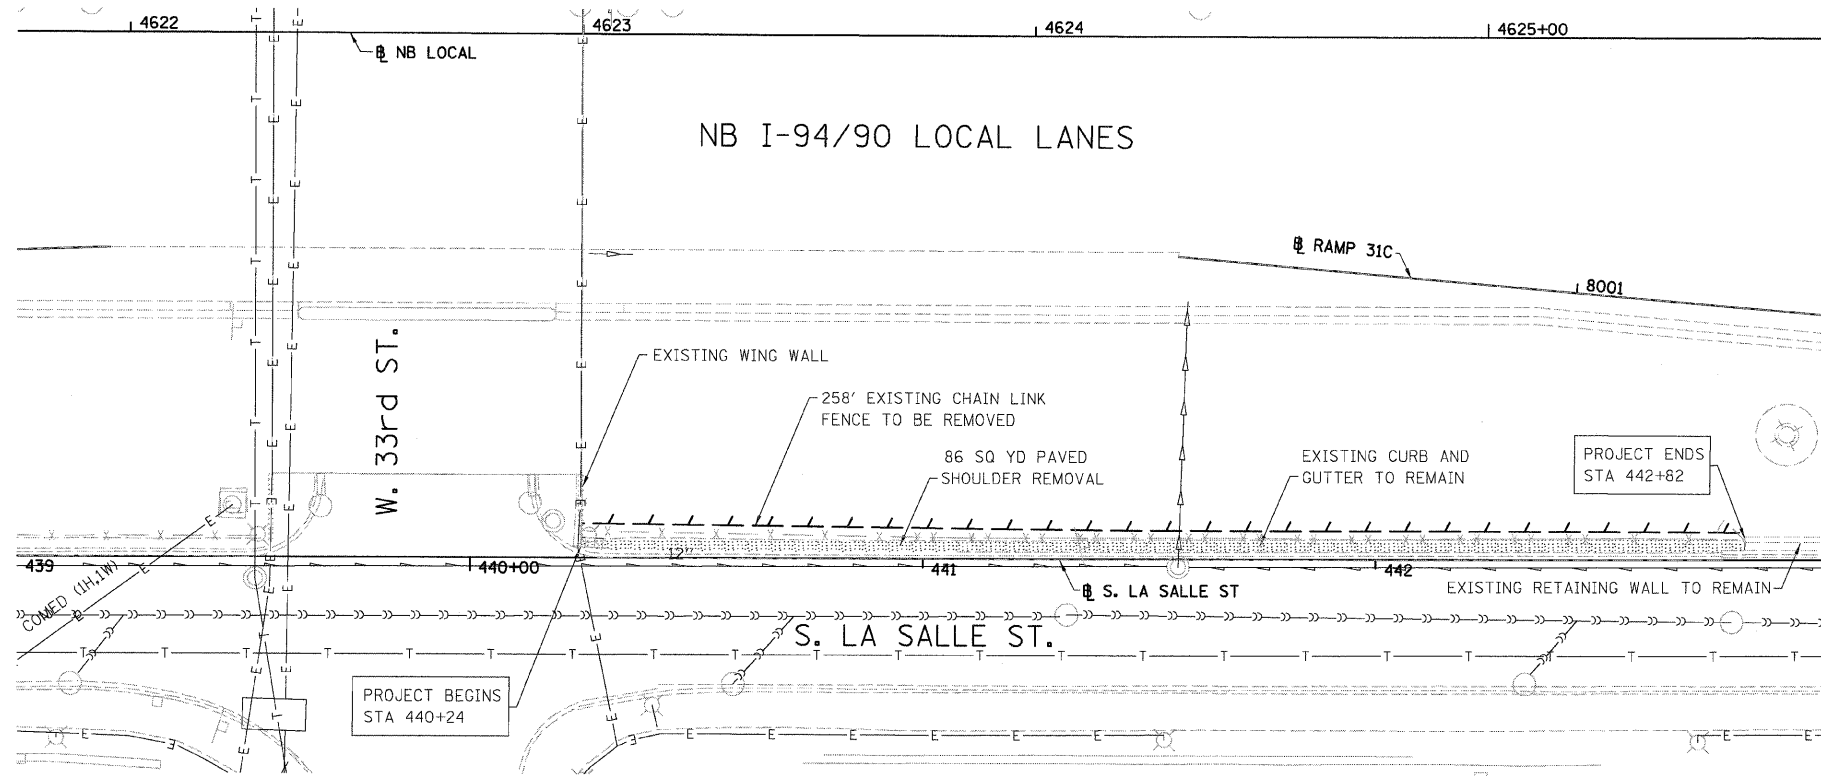 4622
4623
4624
4625+00
℄ NB LOCAL
NB I-94/90 LOCAL LANES
℄ RAMP 31C
8001
W. 33rd ST.
EXISTING WING WALL
258' EXISTING CHAIN LINK
FENCE TO BE REMOVED
86 SQ YD PAVED
SHOULDER REMOVAL
EXISTING CURB AND
GUTTER TO REMAIN
PROJECT ENDS
STA 442+82
12"
439
440+00
441
442
COMED (1H,1W)
℄ S. LA SALLE ST
EXISTING RETAINING WALL TO REMAIN
S. LA SALLE ST.
PROJECT BEGINS
STA 440+24